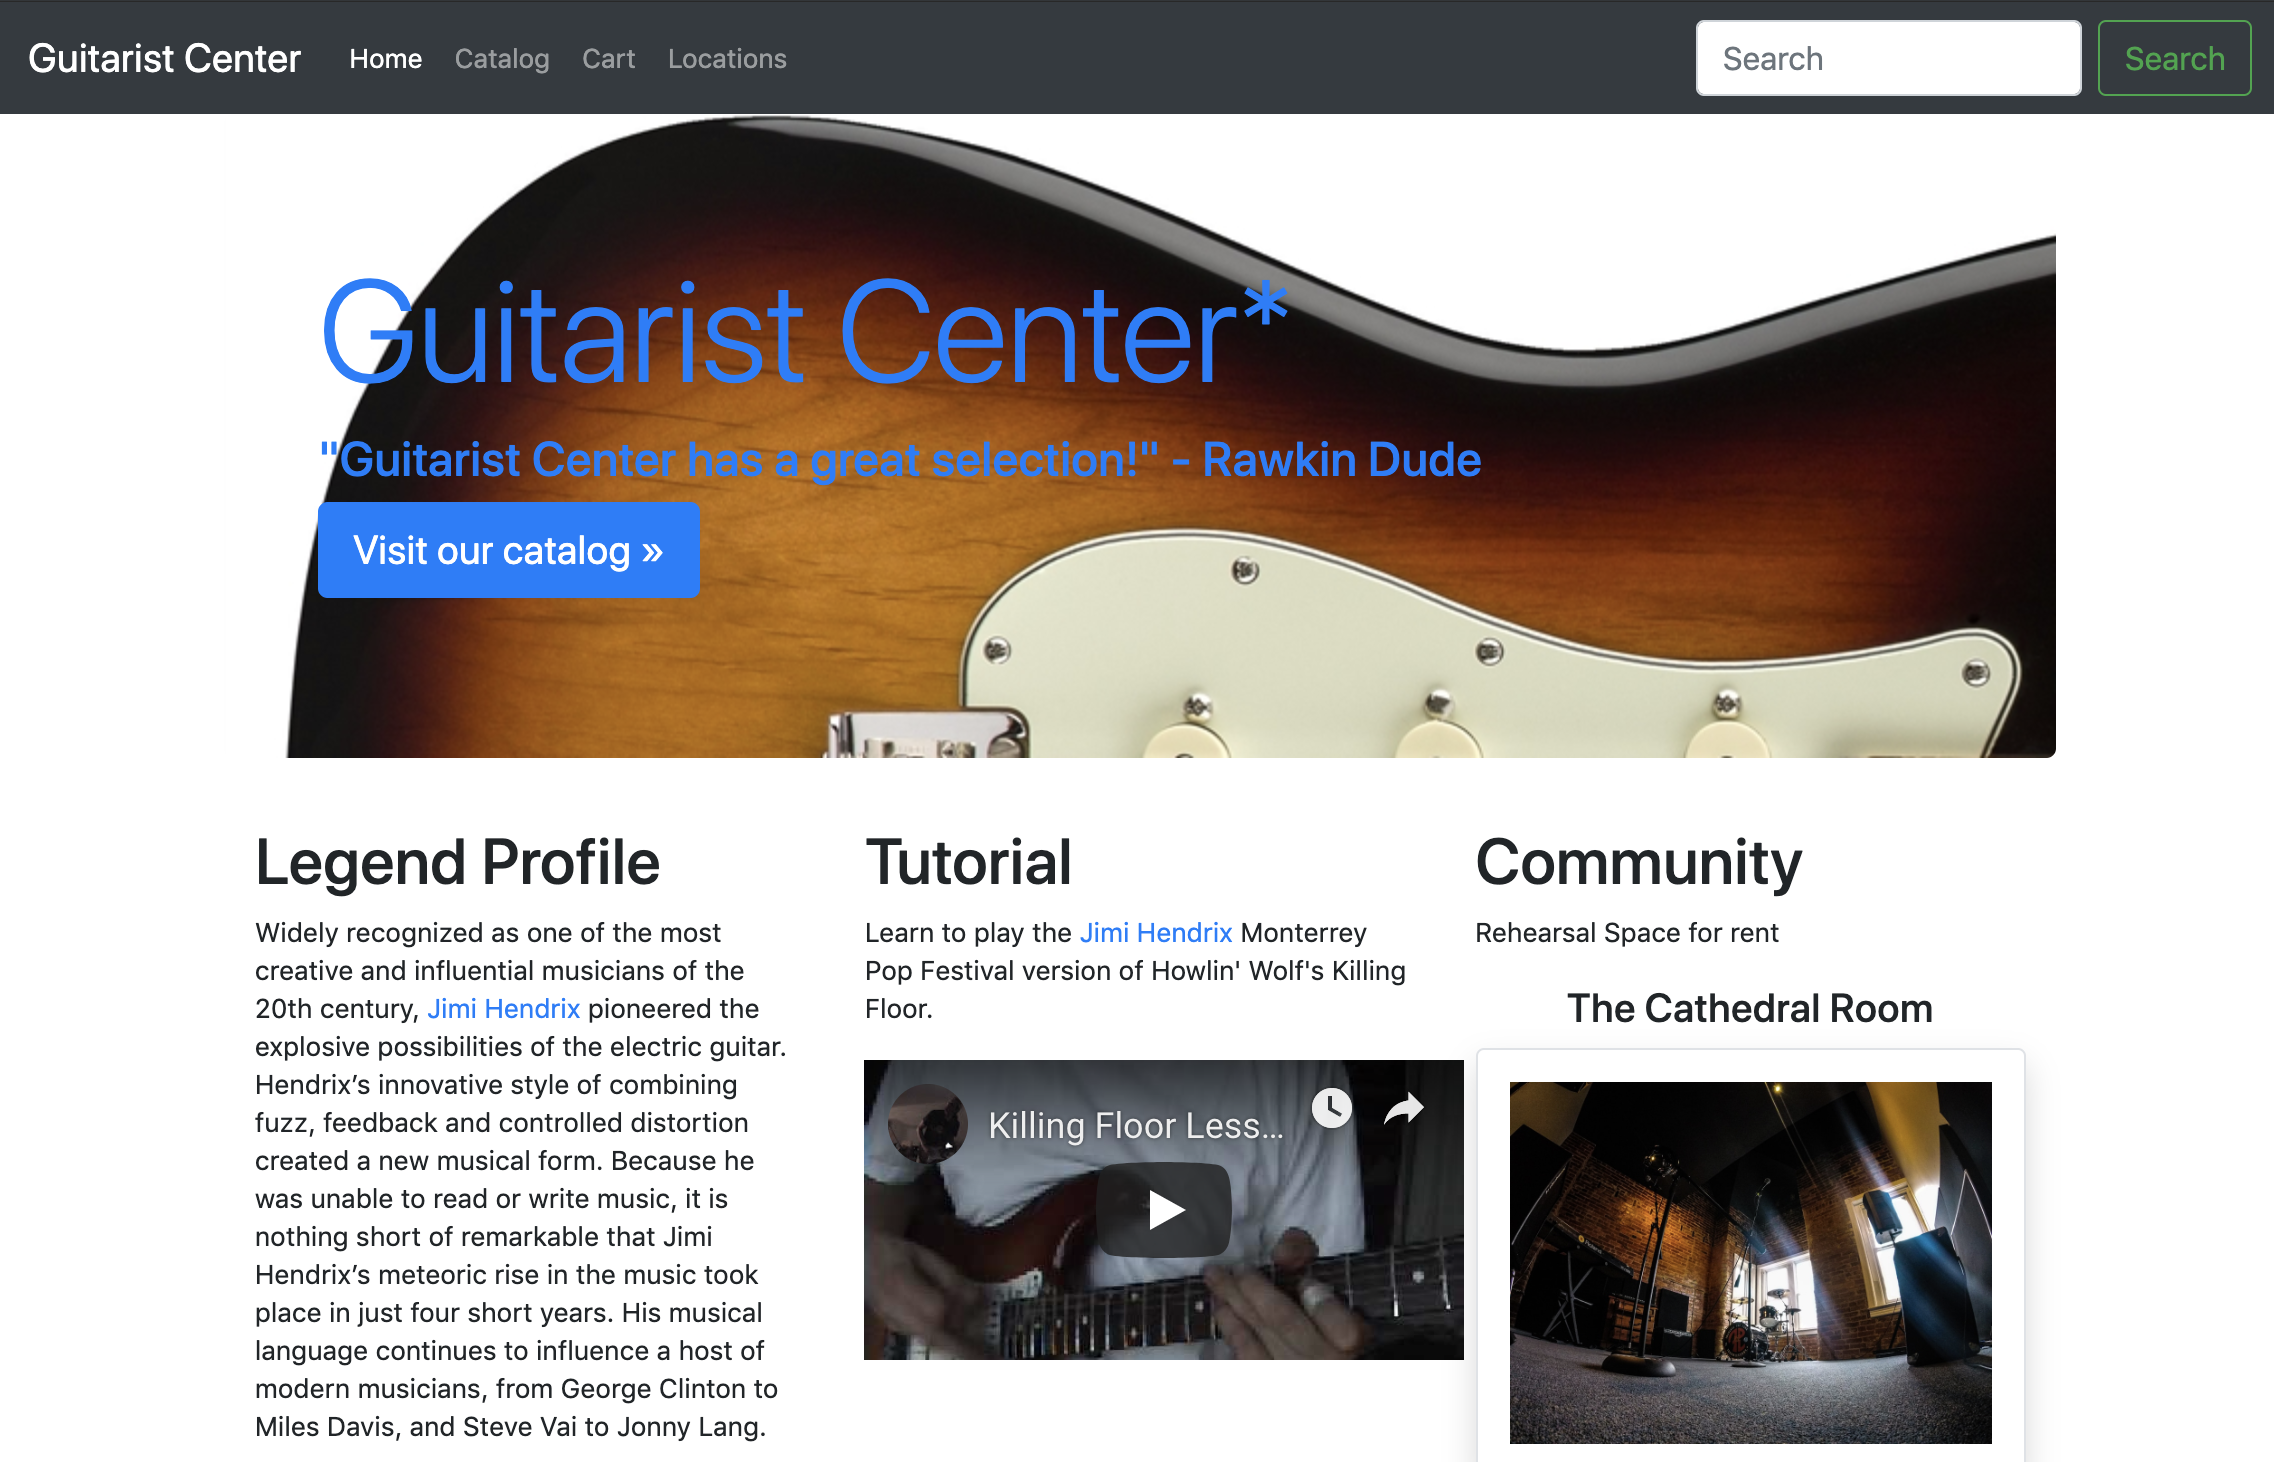 Guitarist Center Home Catalog Cart Locations Search Search
Guitarist Center*
"Guitarist Center has a great selection!" - Rawkin Dude
Visit our catalog »
Legend Profile
Widely recognized as one of the most
creative and influential musicians of the
20th century, Jimi Hendrix pioneered the
explosive possibilities of the electric guitar.
Hendrix’s innovative style of combining
fuzz, feedback and controlled distortion
created a new musical form. Because he
was unable to read or write music, it is
nothing short of remarkable that Jimi
Hendrix’s meteoric rise in the music took
place in just four short years. His musical
language continues to influence a host of
modern musicians, from George Clinton to
Miles Davis, and Steve Vai to Jonny Lang.
Tutorial
Learn to play the Jimi Hendrix Monterrey
Pop Festival version of Howlin' Wolf's Killing
Floor.
Killing Floor Less...
Community
Rehearsal Space for rent
The Cathedral Room